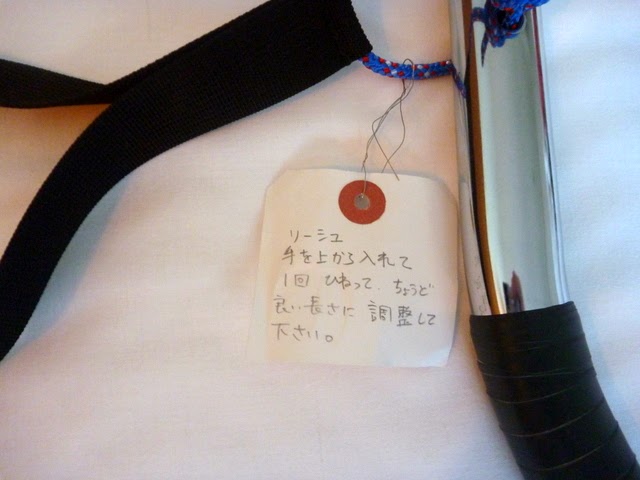 リーシュ
手を上から入れて
1回 ひねって、ちょうど
良い長さに 調整して
下さい。